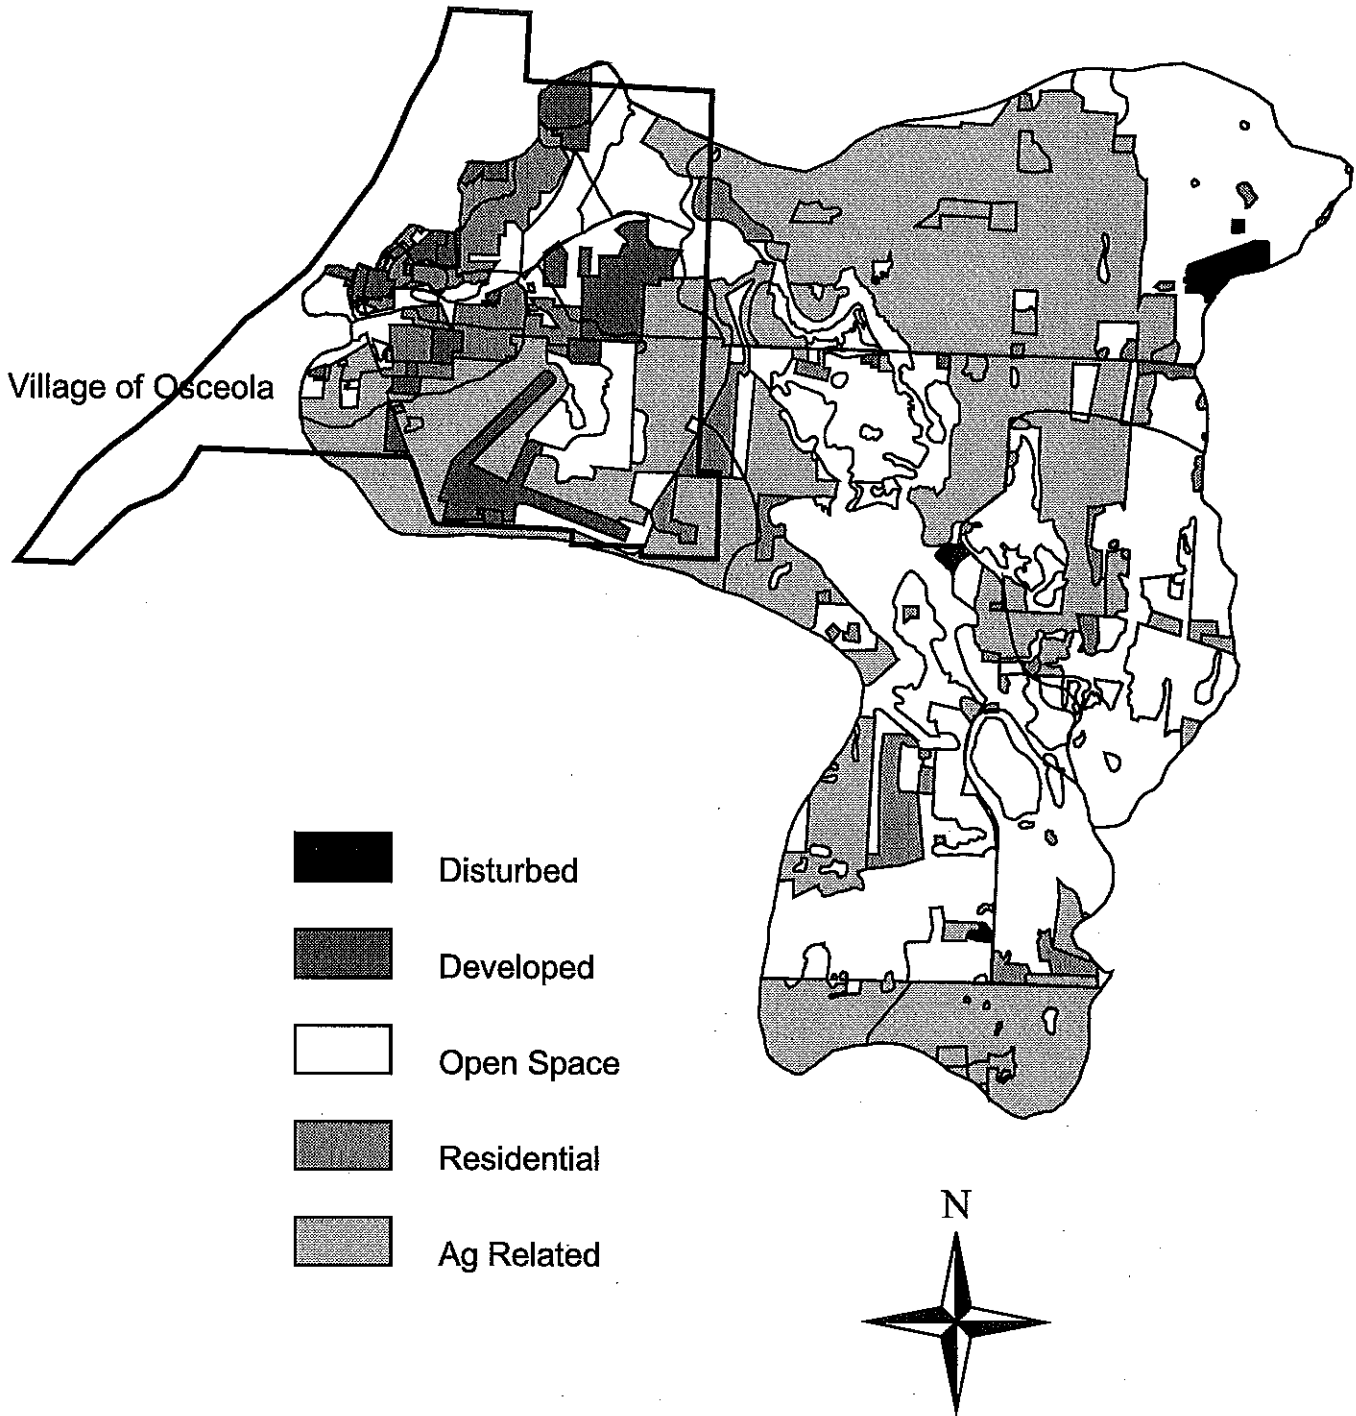 Village of Osceola
Disturbed
Developed
Open Space
Residential
Ag Related
N